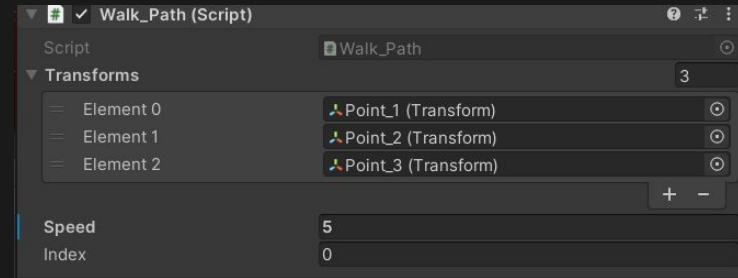 # Walk_Path (Script)
Script #Walk_Path
Transforms 3
Element 0 Point_1 (Transform)
Element 1 Point_2 (Transform)
Element 2 Point_3 (Transform)
+ −
Speed 5
Index 0